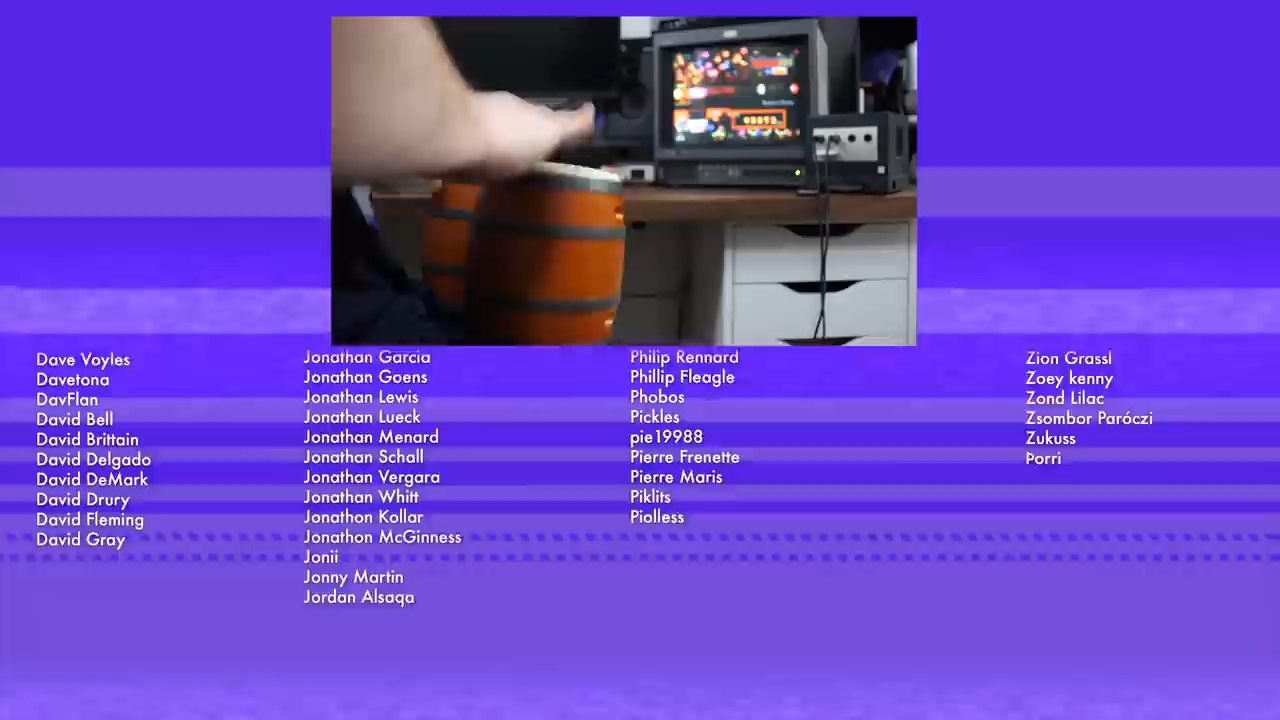 Dave Voyles
Davetona
DavFlan
David Bell
David Brittain
David Delgado
David DeMark
David Drury
David Fleming
David Gray
Jonathan Garcia
Jonathan Goens
Jonathan Lewis
Jonathan Lueck
Jonathan Menard
Jonathan Schall
Jonathan Vergara
Jonathan Whitt
Jonathon Kollar
Jonathon McGinness
Jonii
Jonny Martin
Jordan Alsaqa
Philip Rennard
Phillip Fleagle
Phobos
Pickles
pie19988
Pierre Frenette
Pierre Maris
Piklits
Piolless
Zion Grassl
Zoey kenny
Zond Lilac
Zsombor Paróczi
Zukuss
Þorri